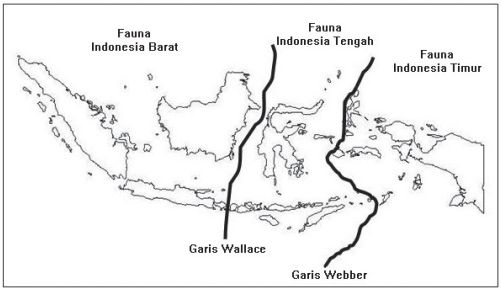 Fauna
Indonesia Barat
Fauna
Indonesia Tengah
Fauna
Indonesia Timur
Garis Wallace
Garis Webber